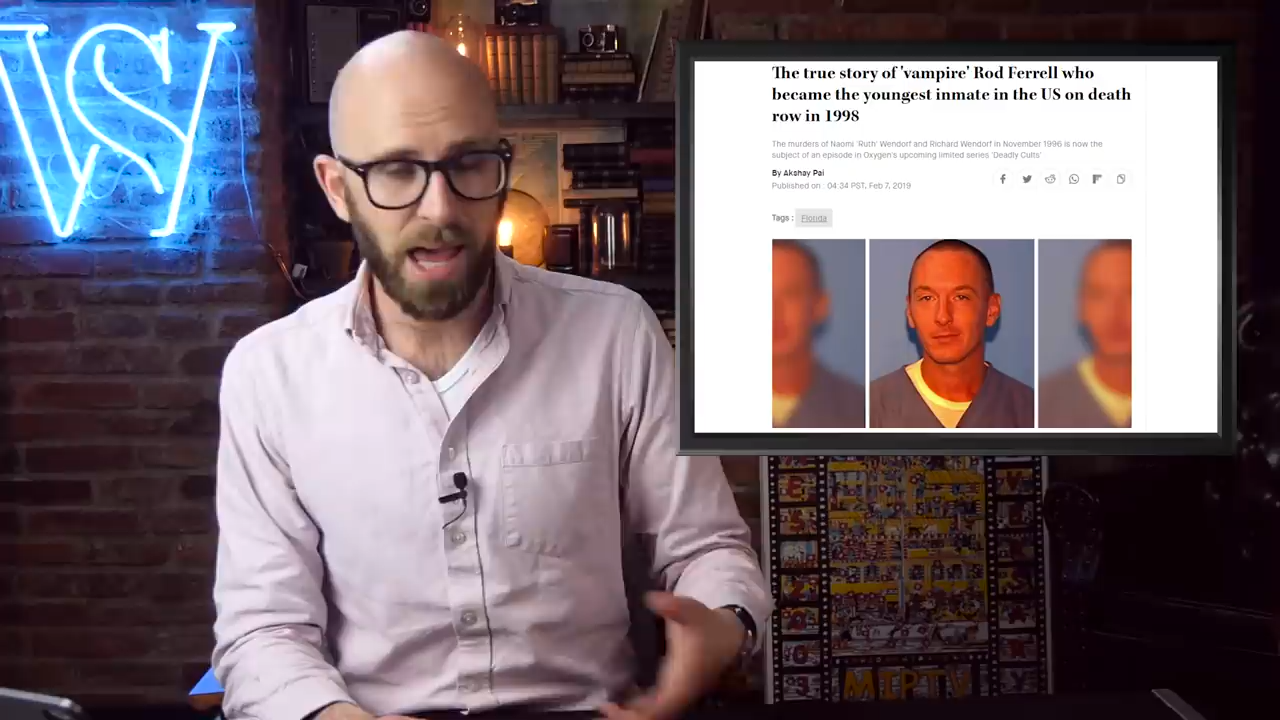 The true story of 'vampire' Rod Ferrell who
became the youngest inmate in the US on death
row in 1998
The murders of Naomi 'Ruth' Wendorf and Richard Wendorf in November 1996 is now the
subject of an episode in Oxygen's upcoming limited series 'Deadly Cults'
By Akshay Pai
Published on : 04:34 PST, Feb 7, 2019
Tags : Florida
MIPTV